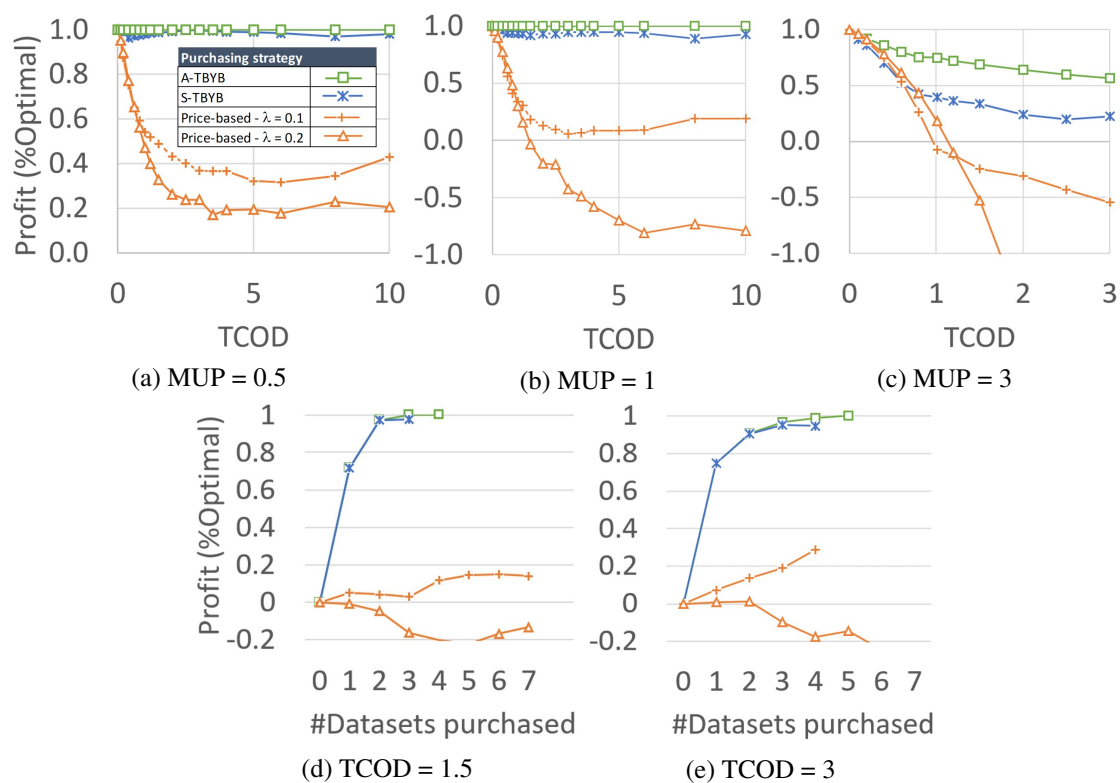 Profit (%Optimal)
1.0
0.8
0.6
0.4
0.2
0.0
Purchasing strategy
A-TBYB
S-TBYB
Price-based - λ = 0.1
Price-based - λ = 0.2
0 5 10
TCOD
(a) MUP = 0.5
1.0
0.5
0.0
-0.5
-1.0
0 5 10
TCOD
(b) MUP = 1
1.0
0.5
0.0
-0.5
-1.0
0 1 2 3
TCOD
(c) MUP = 3
Profit (%Optimal)
1
0.8
0.6
0.4
0.2
0
-0.2
0 1 2 3 4 5 6 7
#Datasets purchased
(d) TCOD = 1.5
1
0.8
0.6
0.4
0.2
0
-0.2
0 1 2 3 4 5 6 7
#Datasets purchased
(e) TCOD = 3